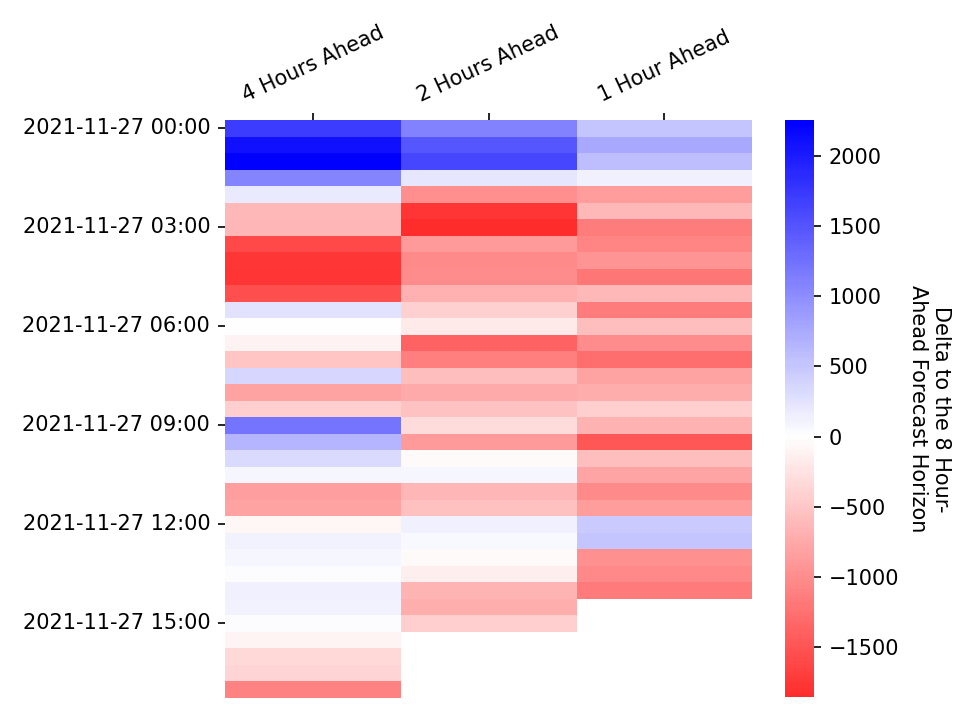 4 Hours Ahead
2 Hours Ahead
1 Hour Ahead
2021-11-27 00:00
2021-11-27 03:00
2021-11-27 06:00
2021-11-27 09:00
2021-11-27 12:00
2021-11-27 15:00
2000
1500
1000
500
0
−500
−1000
−1500
Delta to the 8 Hour-
Ahead Forecast Horizon